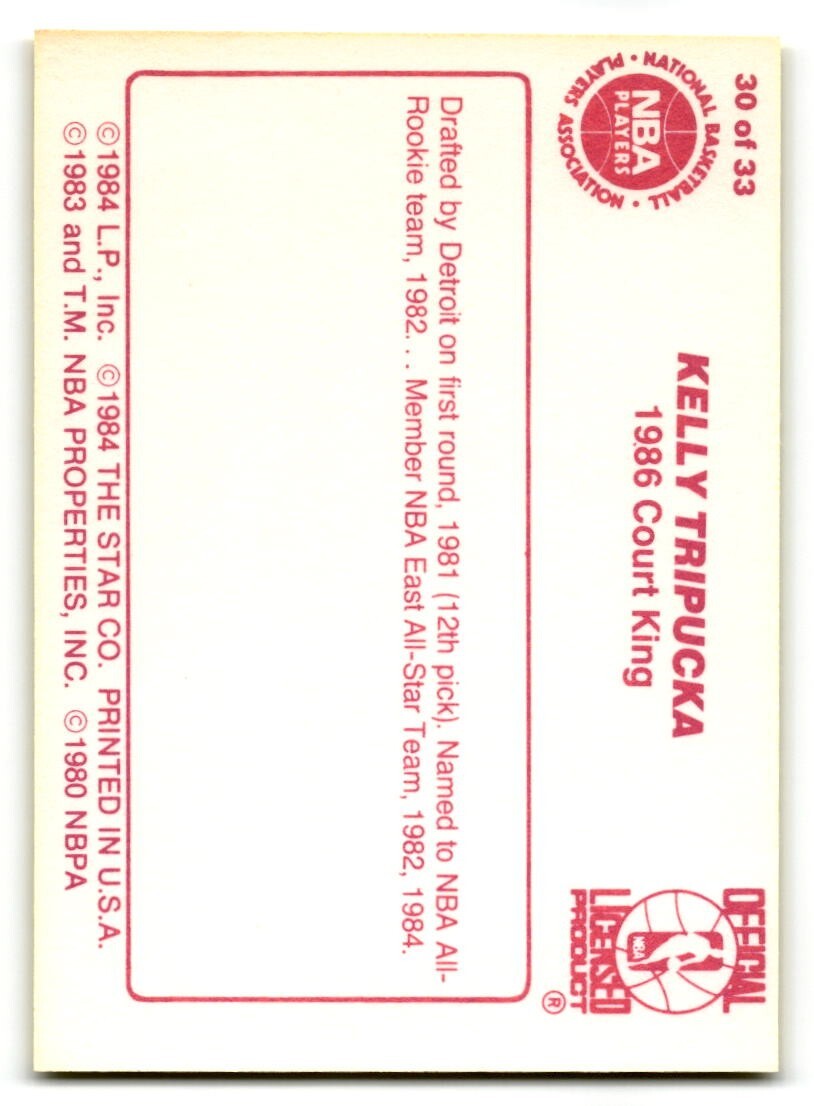 30 of 33
NATIONAL BASKETBALL PLAYERS ASSOCIATION
NBA
PLAYERS
KELLY TRIPUCKA
1986 Court King
OFFICIAL
NBA
LICENSED
PRODUCT
®
Drafted by Detroit on first round, 1981 (12th pick). Named to NBA All-
Rookie team, 1982. . . Member NBA East All-Star Team, 1982, 1984.
©1984 L.P., Inc. ©1984 THE STAR CO. PRINTED IN U.S.A.
©1983 and T.M. NBA PROPERTIES, INC. ©1980 NBPA